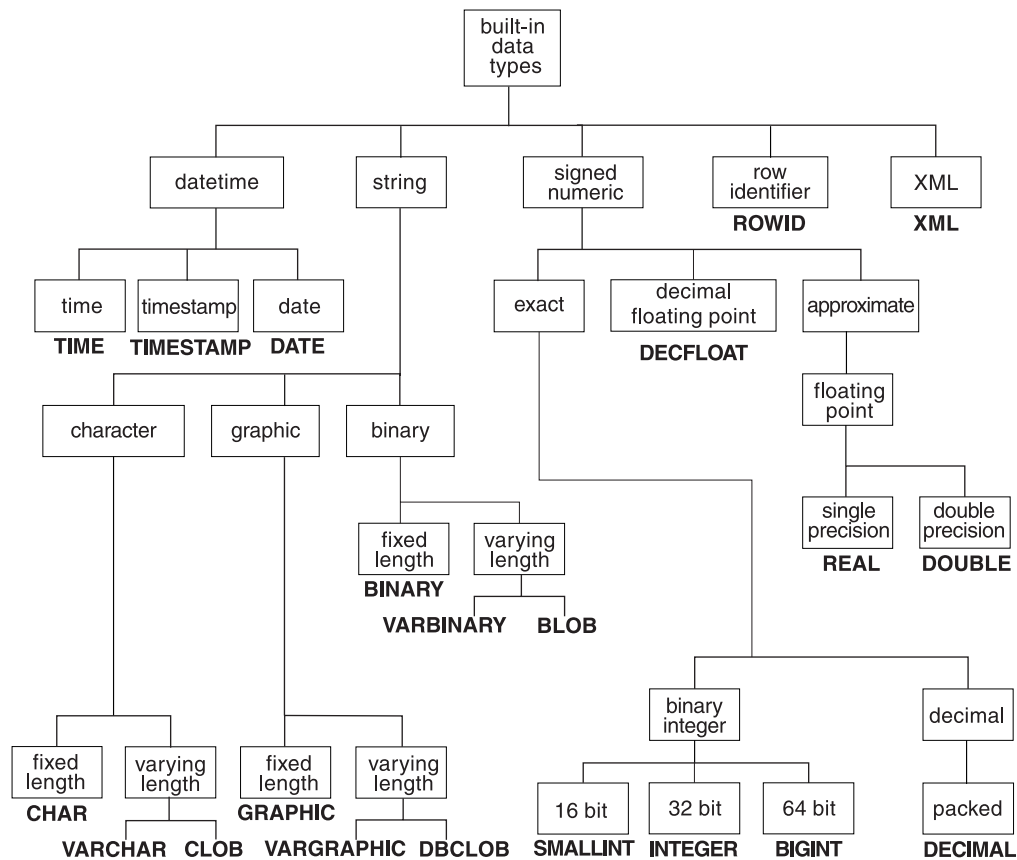 built-in
data
types
datetime
string
signed
numeric
row
identifier
XML
ROWID
XML
time
timestamp
date
exact
decimal
floating point
approximate
TIME
TIMESTAMP
DATE
DECFLOAT
character
graphic
binary
floating
point
fixed
length
varying
length
single
precision
double
precision
BINARY
REAL
DOUBLE
VARBINARY
BLOB
binary
integer
decimal
fixed
length
varying
length
fixed
length
varying
length
16 bit
32 bit
64 bit
packed
CHAR
GRAPHIC
VARCHAR
CLOB
VARGRAPHIC
DBCLOB
SMALLINT
INTEGER
BIGINT
DECIMAL